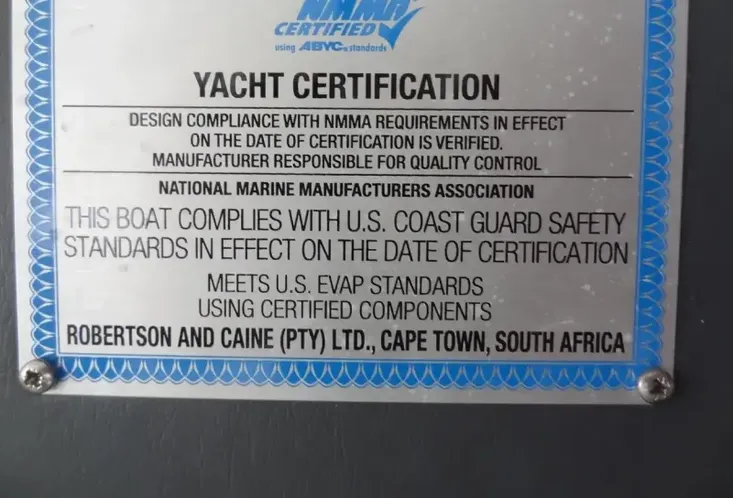 NMMA
CERTIFIED
using ABYC® standards
YACHT CERTIFICATION
DESIGN COMPLIANCE WITH NMMA REQUIREMENTS IN EFFECT
ON THE DATE OF CERTIFICATION IS VERIFIED.
MANUFACTURER RESPONSIBLE FOR QUALITY CONTROL
NATIONAL MARINE MANUFACTURERS ASSOCIATION
THIS BOAT COMPLIES WITH U.S. COAST GUARD SAFETY
STANDARDS IN EFFECT ON THE DATE OF CERTIFICATION
MEETS U.S. EVAP STANDARDS
USING CERTIFIED COMPONENTS
ROBERTSON AND CAINE (PTY) LTD., CAPE TOWN, SOUTH AFRICA